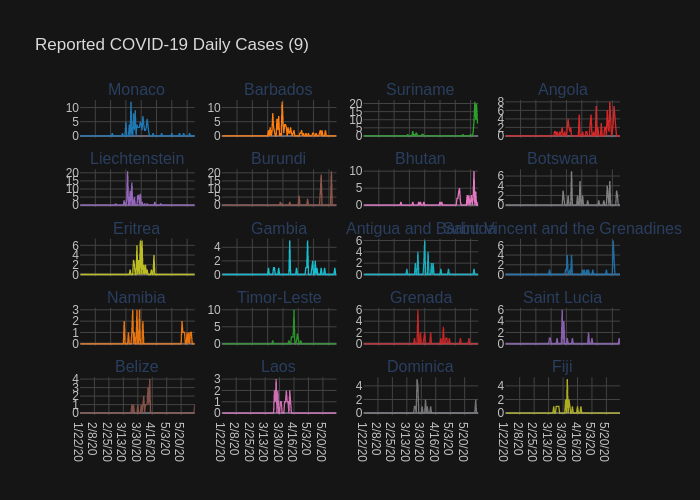 Reported COVID-19 Daily Cases (9)
Monaco Barbados Suriname Angola
10 5 0
10 5 0
20 15 10 5 0
8 6 4 2 0
Liechtenstein Burundi Bhutan Botswana
20 15 10 5 0
20 15 10 5 0
10 5 0
6 4 2 0
Eritrea Gambia Antigua and Barbuda Saint Vincent and the Grenadines
6 4 2 0
4 2 0
6 4 2 0
6 4 2 0
Namibia Timor-Leste Grenada Saint Lucia
3 2 1 0
10 5 0
6 4 2 0
6 4 2 0
Belize Laos Dominica Fiji
4 3 2 1 0
3 2 1 0
4 2 0
4 2 0
1/22/20 2/8/20 2/25/20 3/13/20 3/30/20 4/16/20 5/3/20 5/20/20
1/22/20 2/8/20 2/25/20 3/13/20 3/30/20 4/16/20 5/3/20 5/20/20
1/22/20 2/8/20 2/25/20 3/13/20 3/30/20 4/16/20 5/3/20 5/20/20
1/22/20 2/8/20 2/25/20 3/13/20 3/30/20 4/16/20 5/3/20 5/20/20